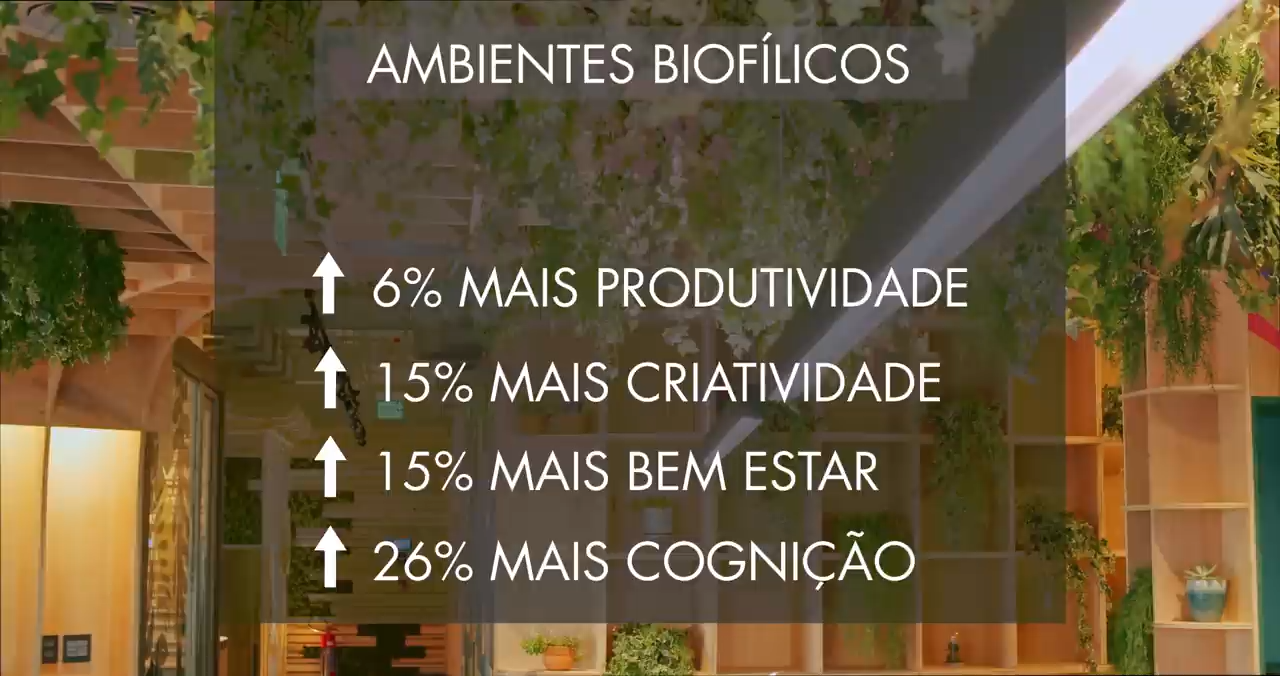 AMBIENTES BIOFÍLICOS
6% MAIS PRODUTIVIDADE
15% MAIS CRIATIVIDADE
15% MAIS BEM ESTAR
26% MAIS COGNIÇÃO